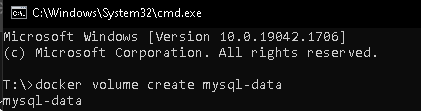 C:\Windows\System32\cmd.exe
Microsoft Windows [Version 10.0.19042.1706]
(c) Microsoft Corporation. All rights reserved.
T:\>docker volume create mysql-data
mysql-data